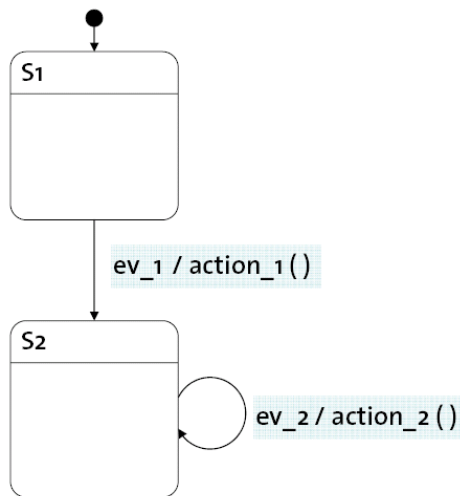 S1
ev_1 / action_1 ( )
S2
ev_2 / action_2 ( )